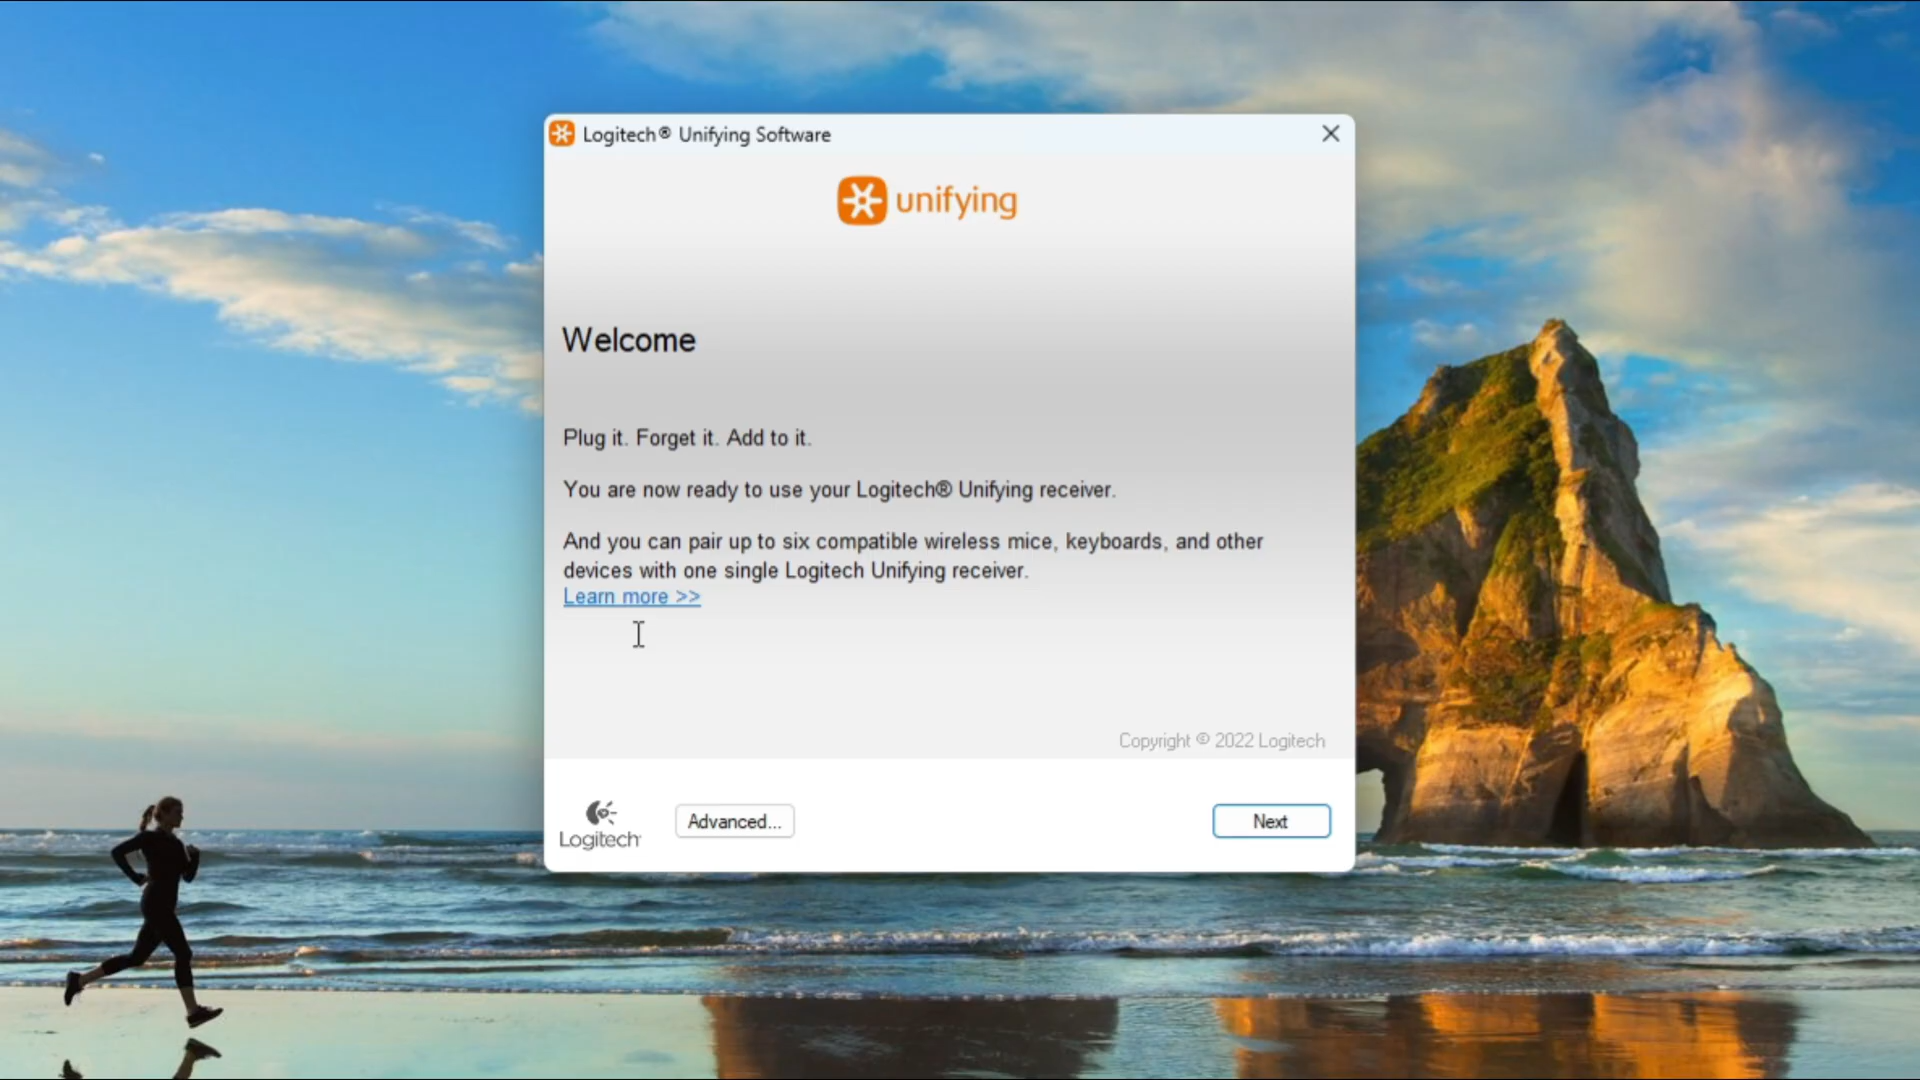 Logitech® Unifying Software
unifying
Welcome
Plug it. Forget it. Add to it.
You are now ready to use your Logitech® Unifying receiver.
And you can pair up to six compatible wireless mice, keyboards, and other
devices with one single Logitech Unifying receiver.
Learn more >>
Copyright © 2022 Logitech
Logitech
Advanced...
Next